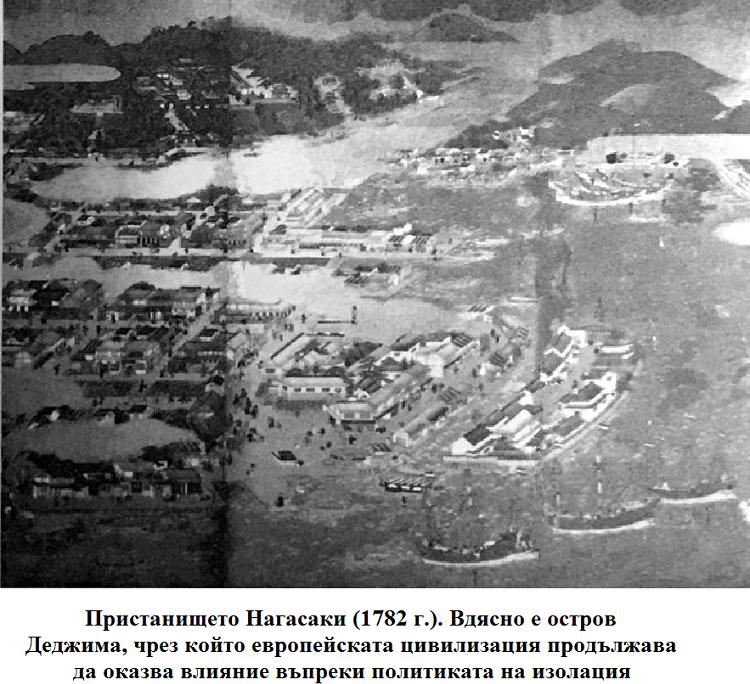 Пристанището Нагасаки (1782 г.). Вдясно е остров
Деджима, чрез който европейската цивилизация продължава
да оказва влияние въпреки политиката на изолация